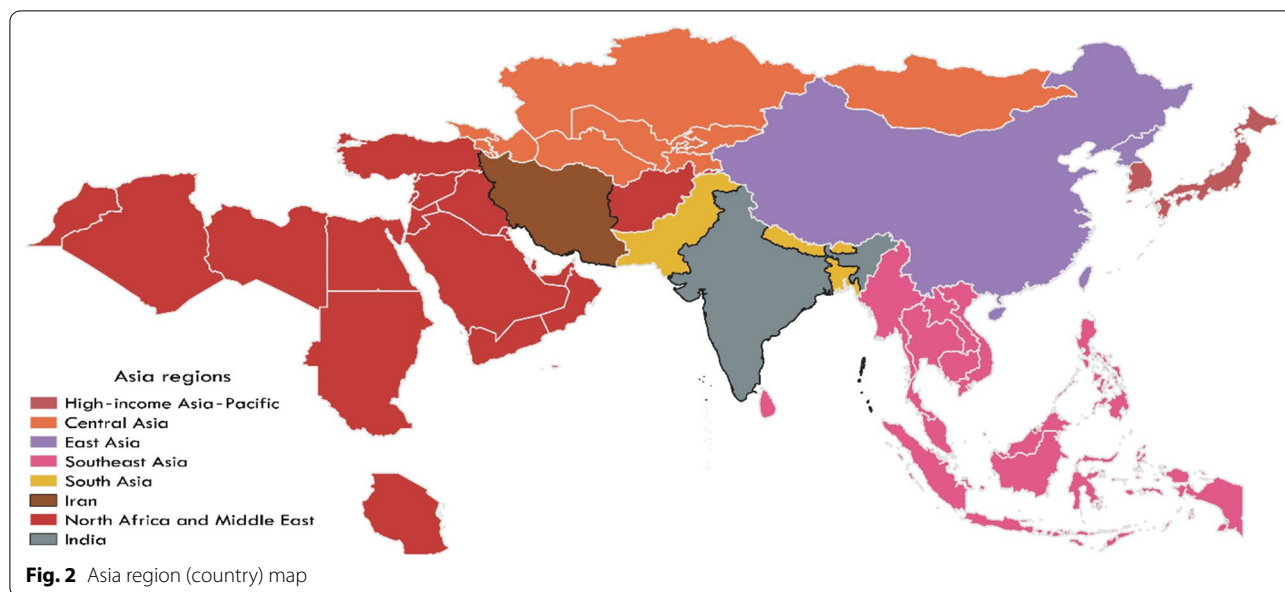 Asia regions
High-income Asia-Pacific
Central Asia
East Asia
Southeast Asia
South Asia
Iran
North Africa and Middle East
India
Fig. 2 Asia region (country) map